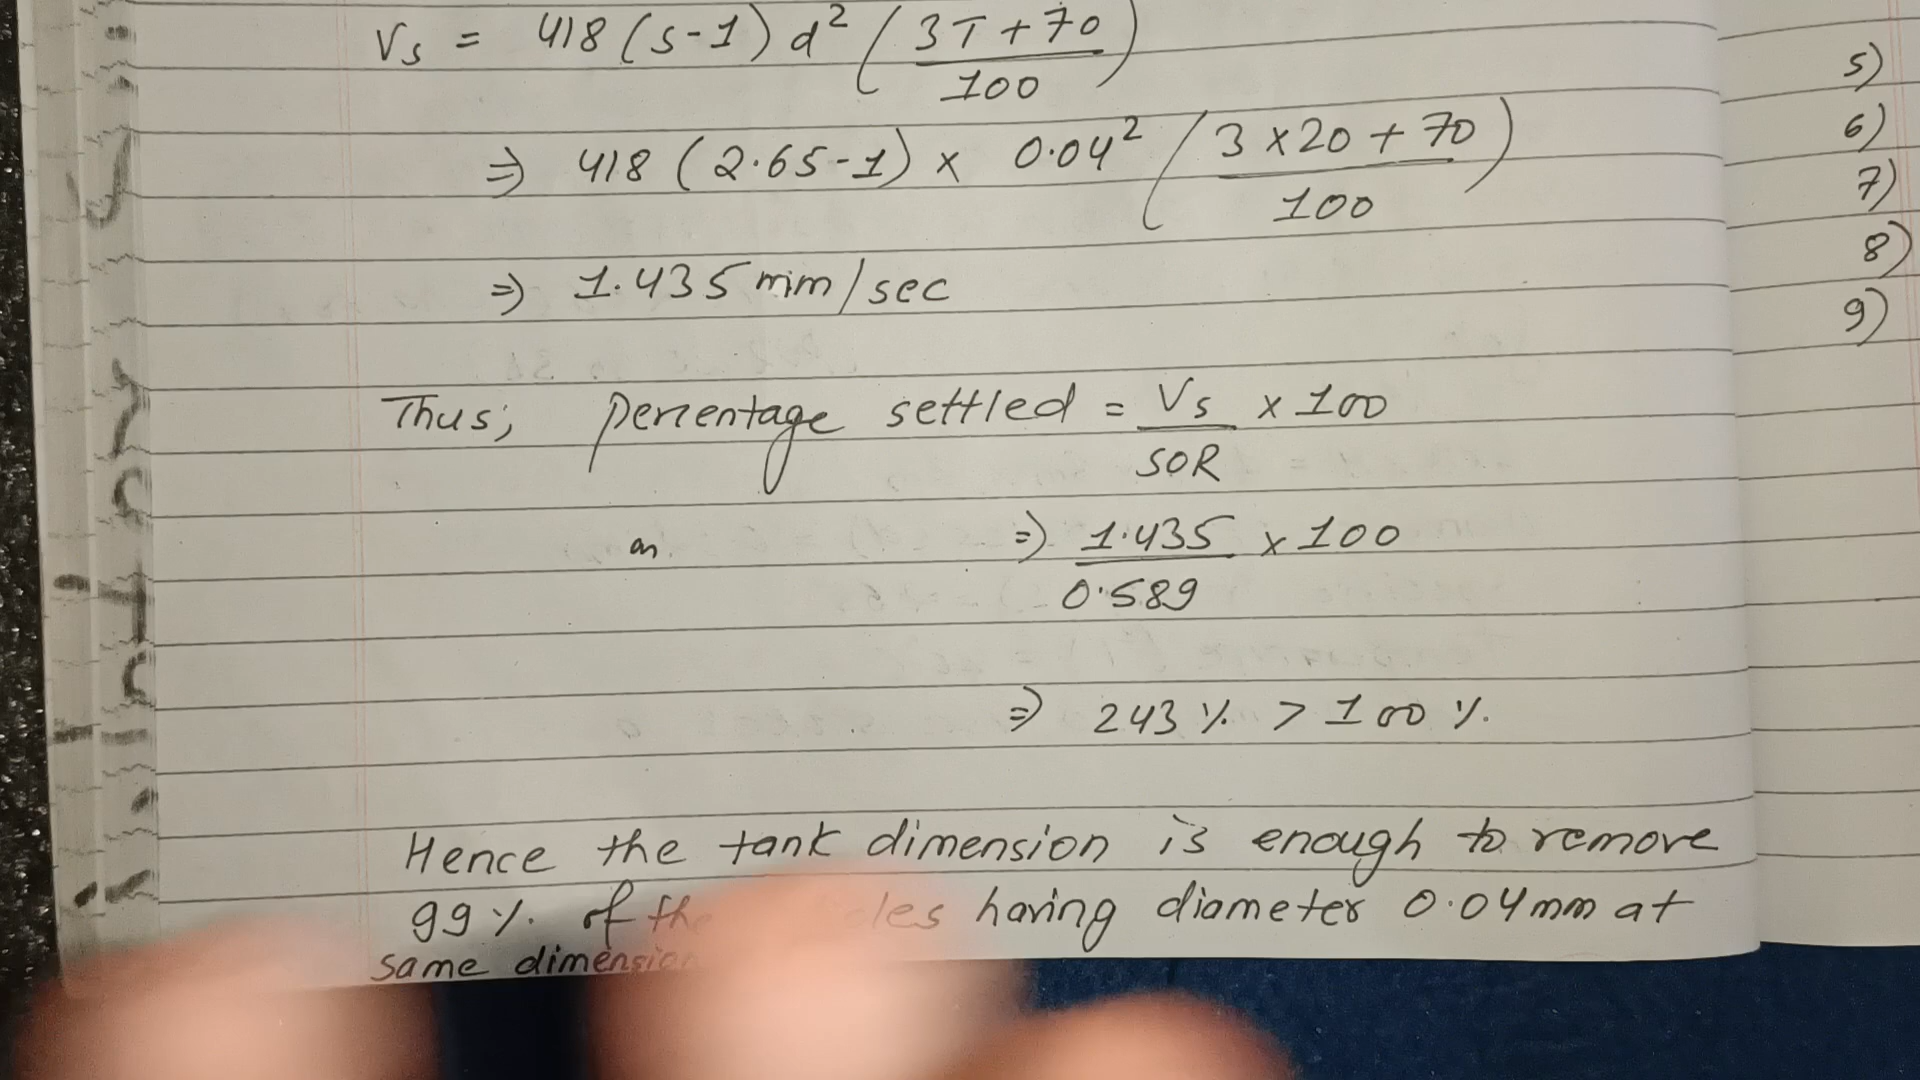 Vs = 418 (s-1) d² ( 3T + 70 / 100 )
⇒ 418 (2.65-1) × 0.04² ( 3 × 20 + 70 / 100 )
⇒ 1.435 mm/sec
Thus; percentage settled = Vs / SOR × 100
⇒ 1.435 / 0.589 × 100
⇒ 243 % > 100 %.
Hence the tank dimension is enough to remove
99 %. of the having diameter 0.04 mm at
same
5)
6)
7)
8)
9)